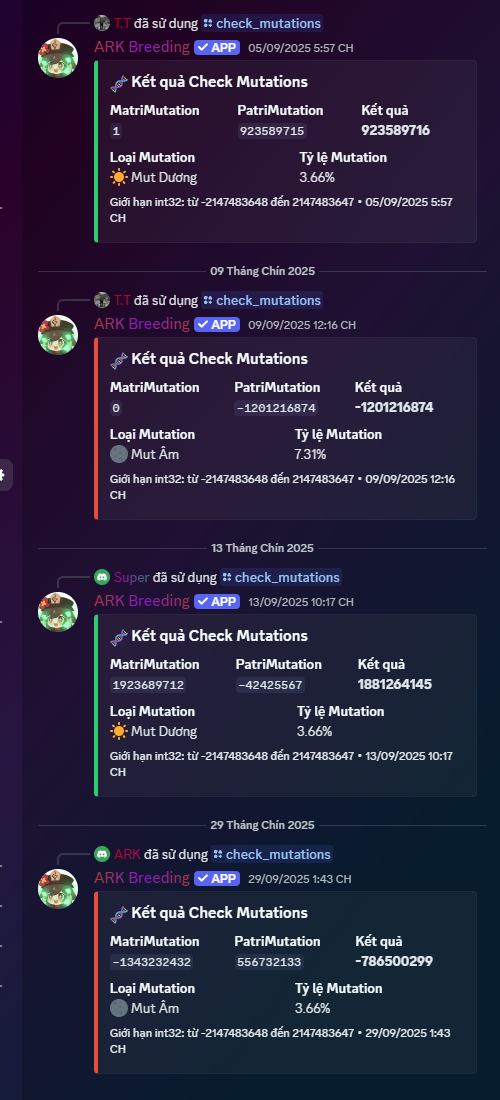 T.T đã sử dụng check_mutations
ARK Breeding APP 05/09/2025 5:57 CH
Kết quả Check Mutations
MatriMutation PatriMutation Kết quả
1 923589715 923589716
Loại Mutation Tỷ lệ Mutation
Mut Dương 3.66%
Giới hạn int32: từ -2147483648 đến 2147483647 • 05/09/2025 5:57
CH
09 Tháng Chín 2025
T.T đã sử dụng check_mutations
ARK Breeding APP 09/09/2025 12:16 CH
Kết quả Check Mutations
MatriMutation PatriMutation Kết quả
0 -1201216874 -1201216874
Loại Mutation Tỷ lệ Mutation
Mut Âm 7.31%
Giới hạn int32: từ -2147483648 đến 2147483647 • 09/09/2025 12:16
CH
13 Tháng Chín 2025
Super đã sử dụng check_mutations
ARK Breeding APP 13/09/2025 10:17 CH
Kết quả Check Mutations
MatriMutation PatriMutation Kết quả
1923689712 -42425567 1881264145
Loại Mutation Tỷ lệ Mutation
Mut Dương 3.66%
Giới hạn int32: từ -2147483648 đến 2147483647 • 13/09/2025 10:17
CH
29 Tháng Chín 2025
ARK đã sử dụng check_mutations
ARK Breeding APP 29/09/2025 1:43 CH
Kết quả Check Mutations
MatriMutation PatriMutation Kết quả
-1343232432 556732133 -786500299
Loại Mutation Tỷ lệ Mutation
Mut Âm 3.66%
Giới hạn int32: từ -2147483648 đến 2147483647 • 29/09/2025 1:43
CH